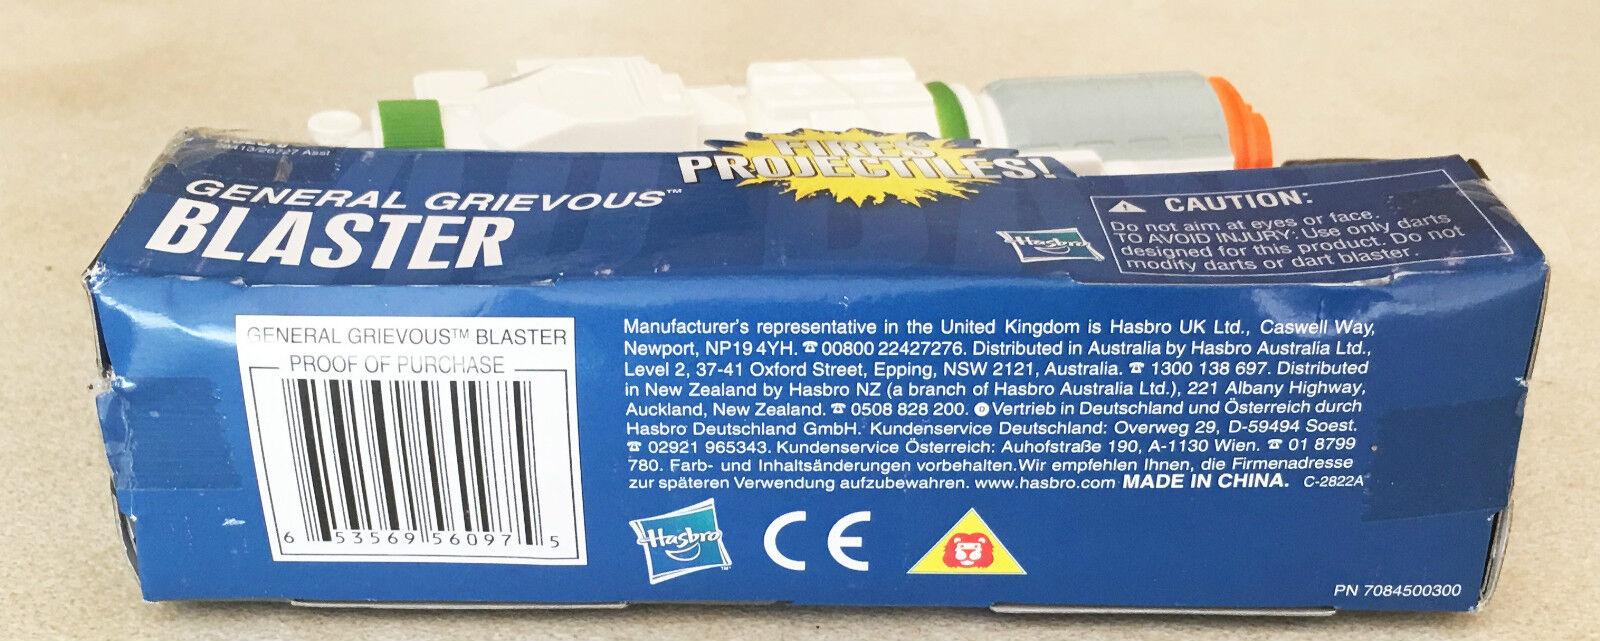 26727 Asst
FIRES
PROJECTILES!
GENERAL GRIEVOUS™
BLASTER
Hasbro
CAUTION:
Do not aim at eyes or face.
TO AVOID INJURY: Use only darts
designed for this product. Do not
modify darts or dart blaster.
GENERAL GRIEVOUS™ BLASTER
PROOF OF PURCHASE
6 53569 56097 5
Manufacturer's representative in the United Kingdom is Hasbro UK Ltd., Caswell Way,
Newport, NP19 4YH. ☎ 00800 22427276. Distributed in Australia by Hasbro Australia Ltd.,
Level 2, 37-41 Oxford Street, Epping, NSW 2121, Australia. ☎ 1300 138 697. Distributed
in New Zealand by Hasbro NZ (a branch of Hasbro Australia Ltd.), 221 Albany Highway,
Auckland, New Zealand. ☎ 0508 828 200. D Vertrieb in Deutschland und Österreich durch
Hasbro Deutschland GmbH. Kundenservice Deutschland: Overweg 29, D-59494 Soest.
☎ 02921 965343. Kundenservice Österreich: Auhofstraße 190, A-1130 Wien. ☎ 01 8799
780. Farb- und Inhaltsänderungen vorbehalten. Wir empfehlen Ihnen, die Firmenadresse
zur späteren Verwendung aufzubewahren. www.hasbro.com MADE IN CHINA. C-2822A
Hasbro™
CE
PN 7084500300